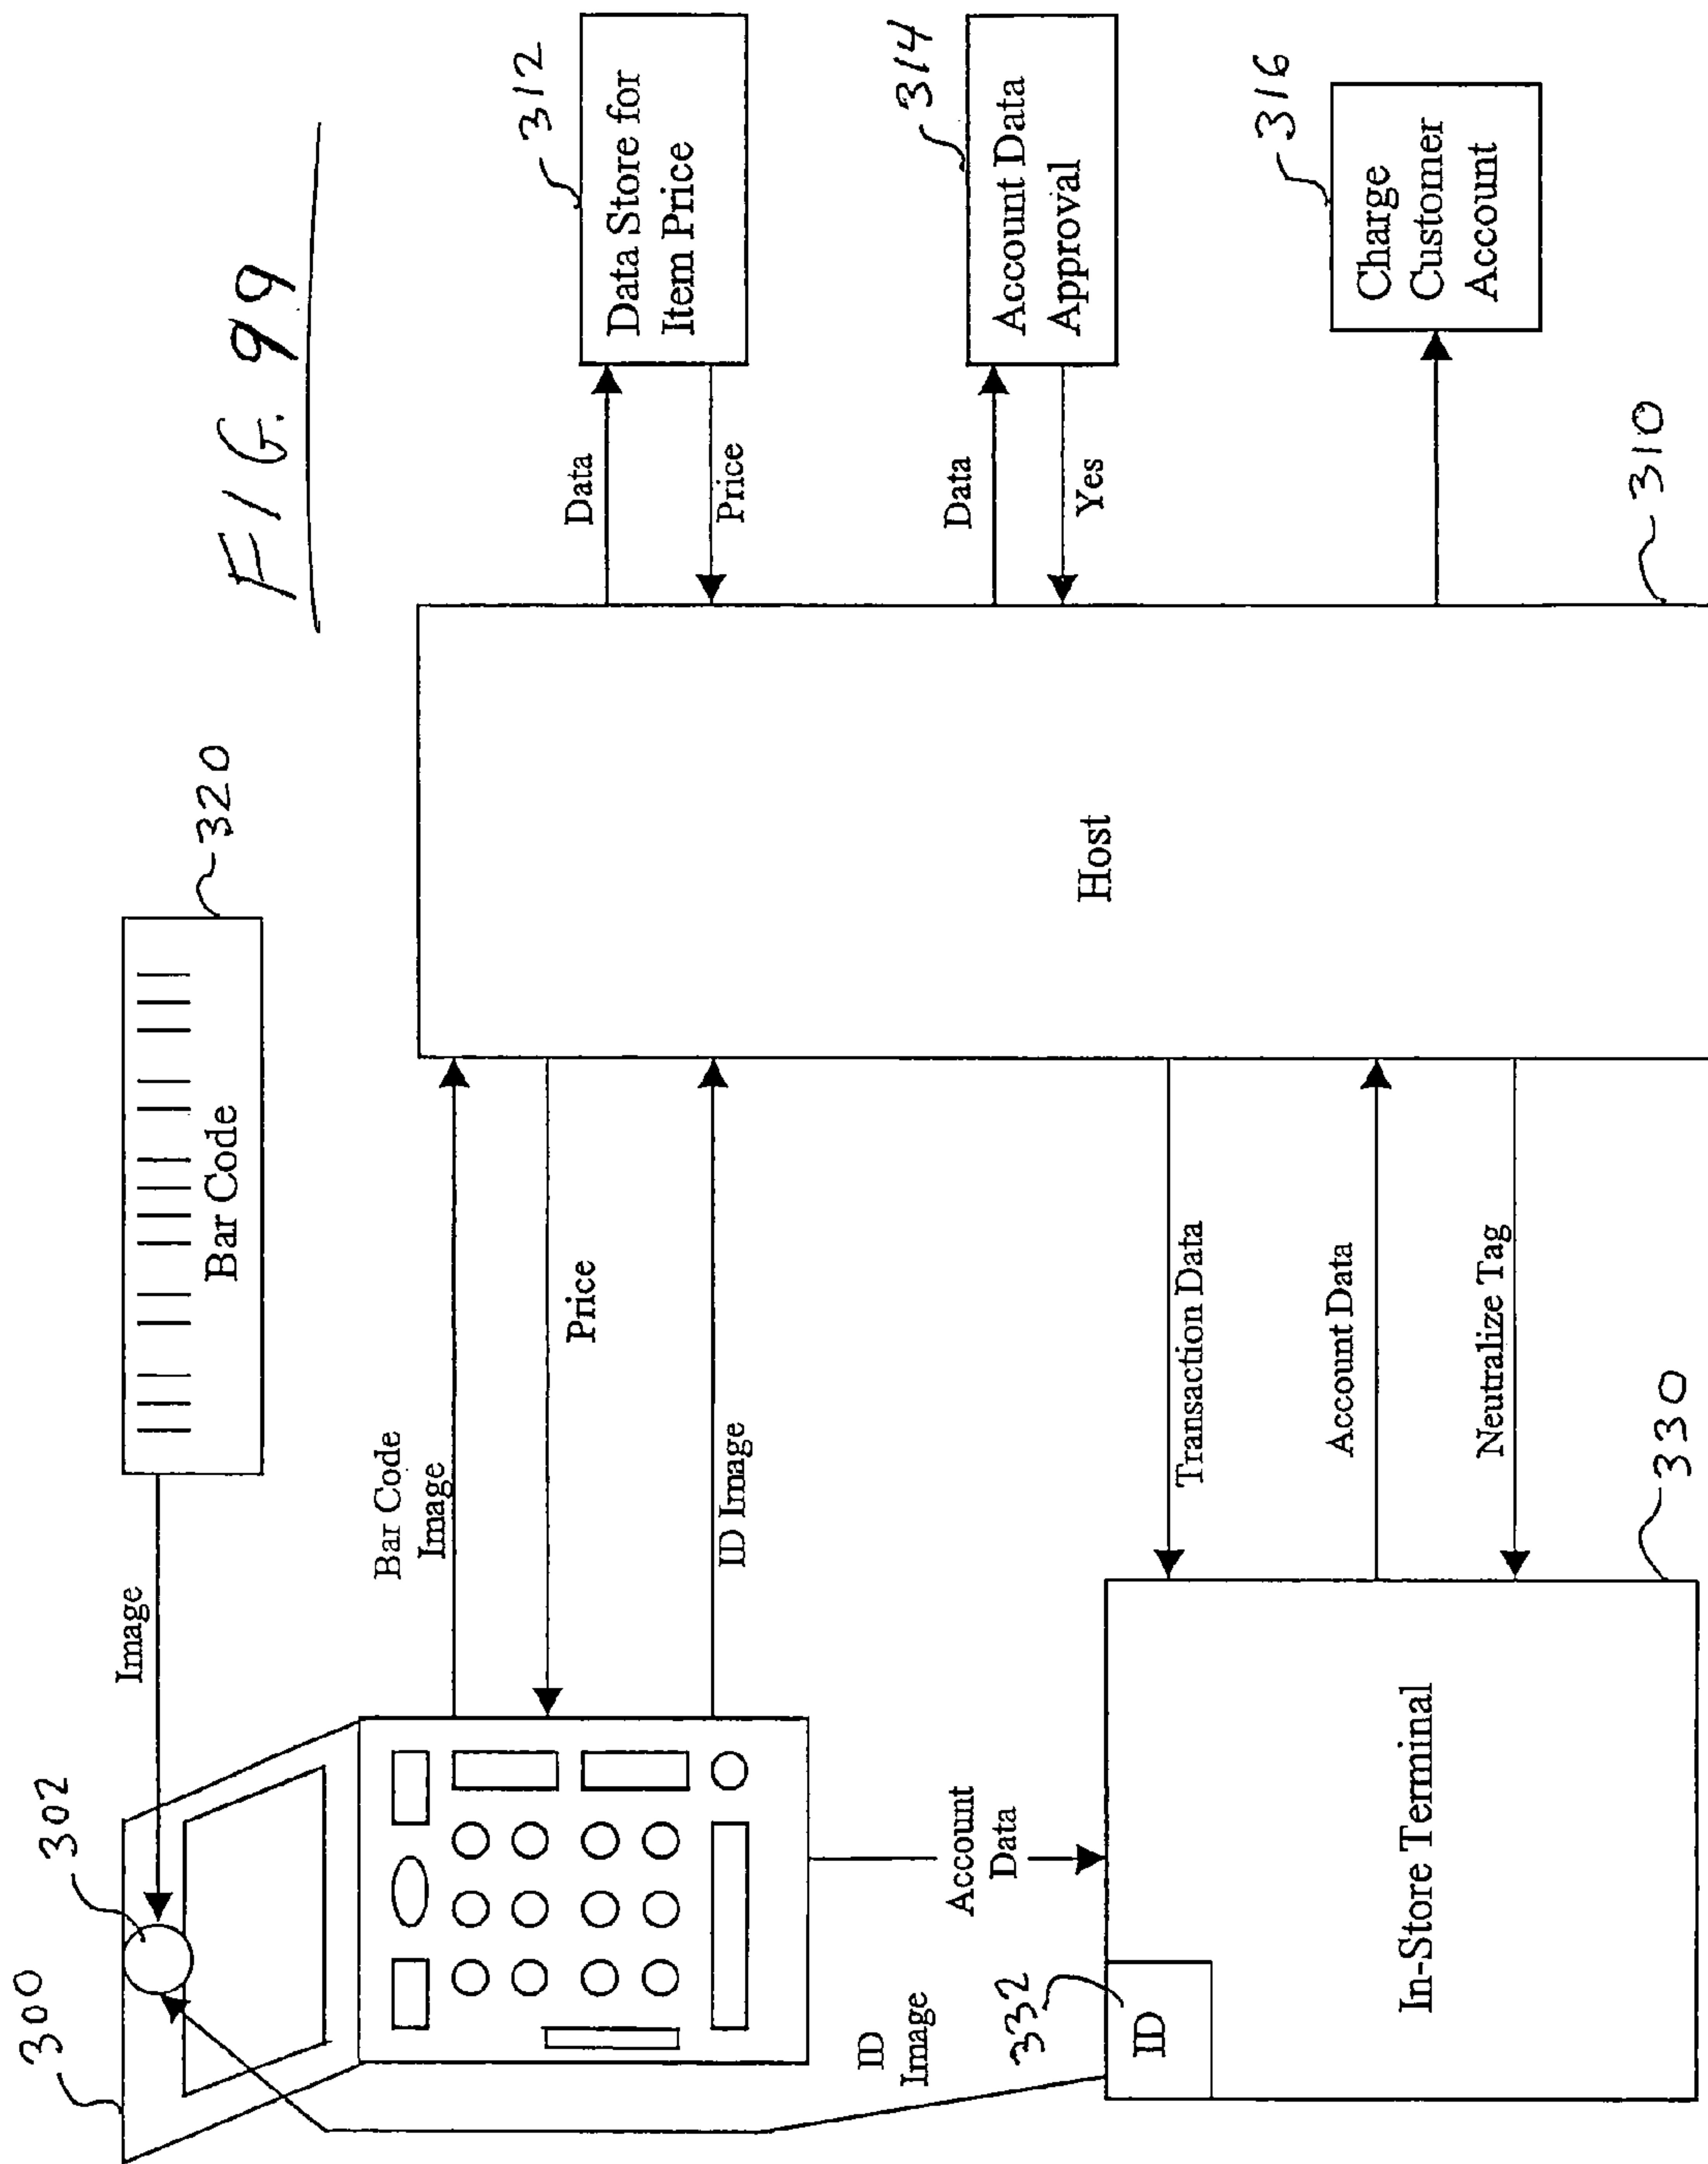 FIG. 99
300
302
Image
Bar Code
320
Bar Code
Image
Price
ID Image
Account
Data
ID
Image
332
ID
In-Store Terminal
330
Transaction Data
Account Data
Neutralize Tag
Host
310
Data
Price
Data Store for
Item Price
312
Data
Yes
Account Data
Approval
314
Charge
Customer
Account
316